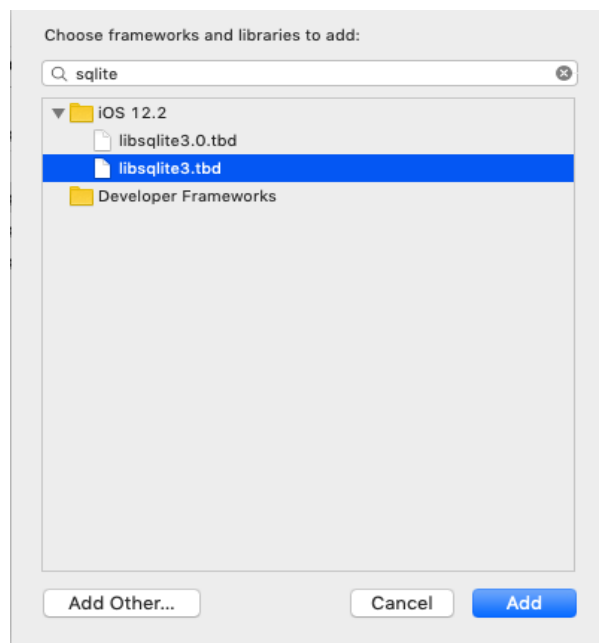 Choose frameworks and libraries to add:
sqlite
iOS 12.2
libsqlite3.0.tbd
libsqlite3.tbd
Developer Frameworks
Add Other... Cancel Add